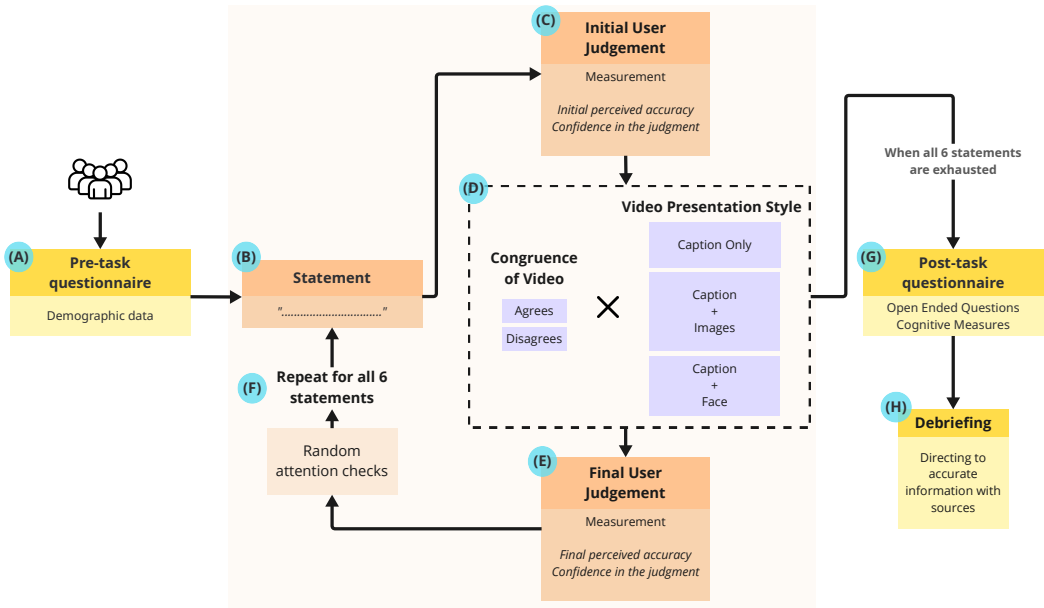 (A)
Pre-task
questionnaire
Demographic data
(B)
Statement
"..............................."
(C)
Initial User
Judgement
Measurement
Initial perceived accuracy
Confidence in the judgment
(D)
Video Presentation Style
Congruence
of Video
Agrees
Disagrees
Caption Only
Caption
+
Images
Caption
+
Face
(E)
Final User
Judgement
Measurement
Final perceived accuracy
Confidence in the judgment
(F)
Repeat for all 6
statements
Random
attention checks
When all 6 statements
are exhausted
(G)
Post-task
questionnaire
Open Ended Questions
Cognitive Measures
(H)
Debriefing
Directing to
accurate
information with
sources